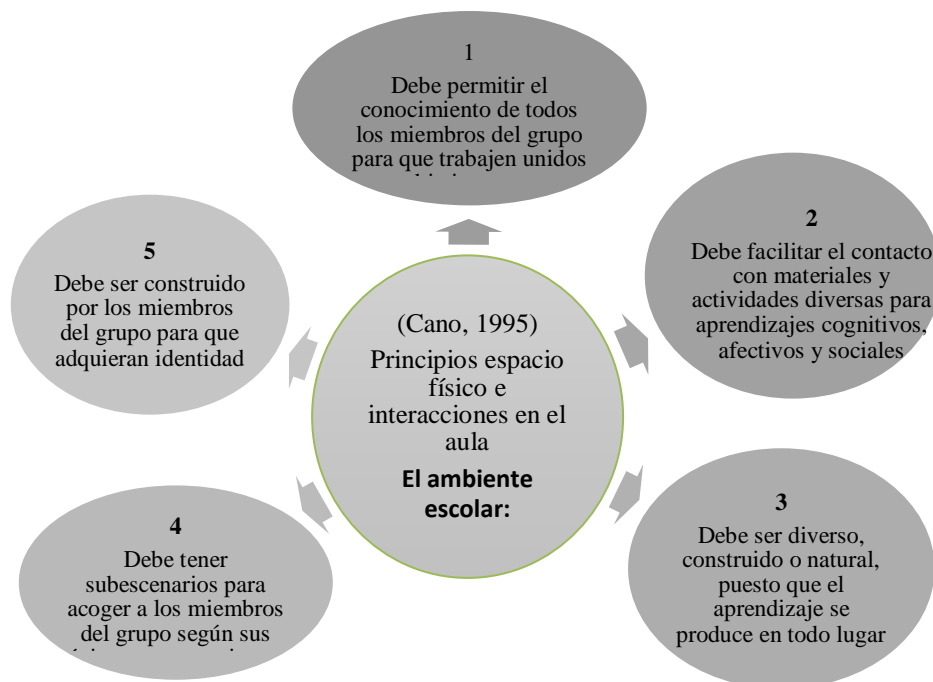 1
Debe permitir el
conocimiento de todos
los miembros del grupo
para que trabajen unidos
2
Debe facilitar el contacto
con materiales y
actividades diversas para
aprendizajes cognitivos,
afectivos y sociales
3
Debe ser diverso,
construido o natural,
puesto que el
aprendizaje se
produce en todo lugar
4
Debe tener
subescenarios para
acoger a los miembros
del grupo según sus
5
Debe ser construido
por los miembros
del grupo para que
adquieran identidad
(Cano, 1995)
Principios espacio
físico e
interacciones en el
aula
El ambiente
escolar: